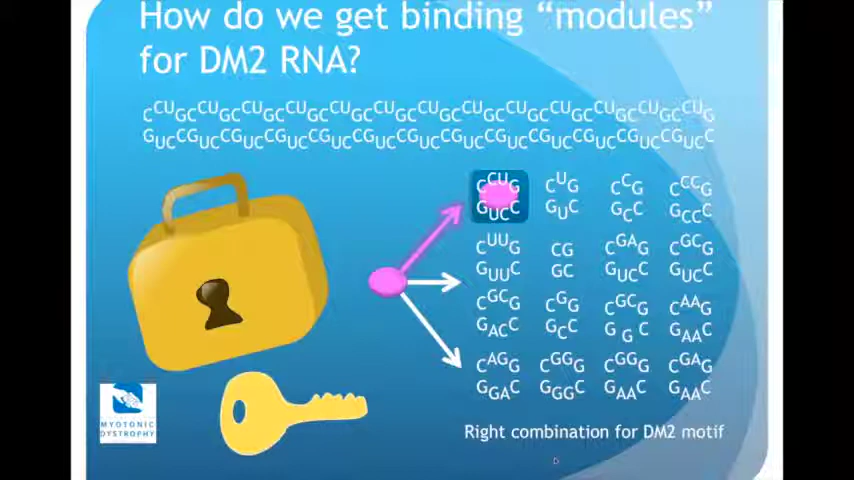 How do we get binding “modules”
for DM2 RNA?
CCUGCCUGCCUGCCUGCCUGCCUGCCUGCCUGCCUGCCUGCCUGCCUGCCUG
GUCCGUCCGUCCGUCCGUCCGUCCGUCCGUCCGUCCGUCCGUCCGUCCGUCC
CCUG CUG CCG CCCG
GUCC GUC GCC GCCC
CUUG CG CGAG CGCG
GUUC GC GUCC GUCC
CGCG CGG CGCG CAAG
GACC GCC G G C GAAC
CAGG CGGG CGGG CGAG
GGAC GGGC GAAC GAAC
MYOTONIC
DYSTROPHY
Right combination for DM2 motif